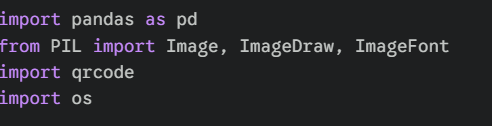 import pandas as pd
from PIL import Image, ImageDraw, ImageFont
import qrcode
import os